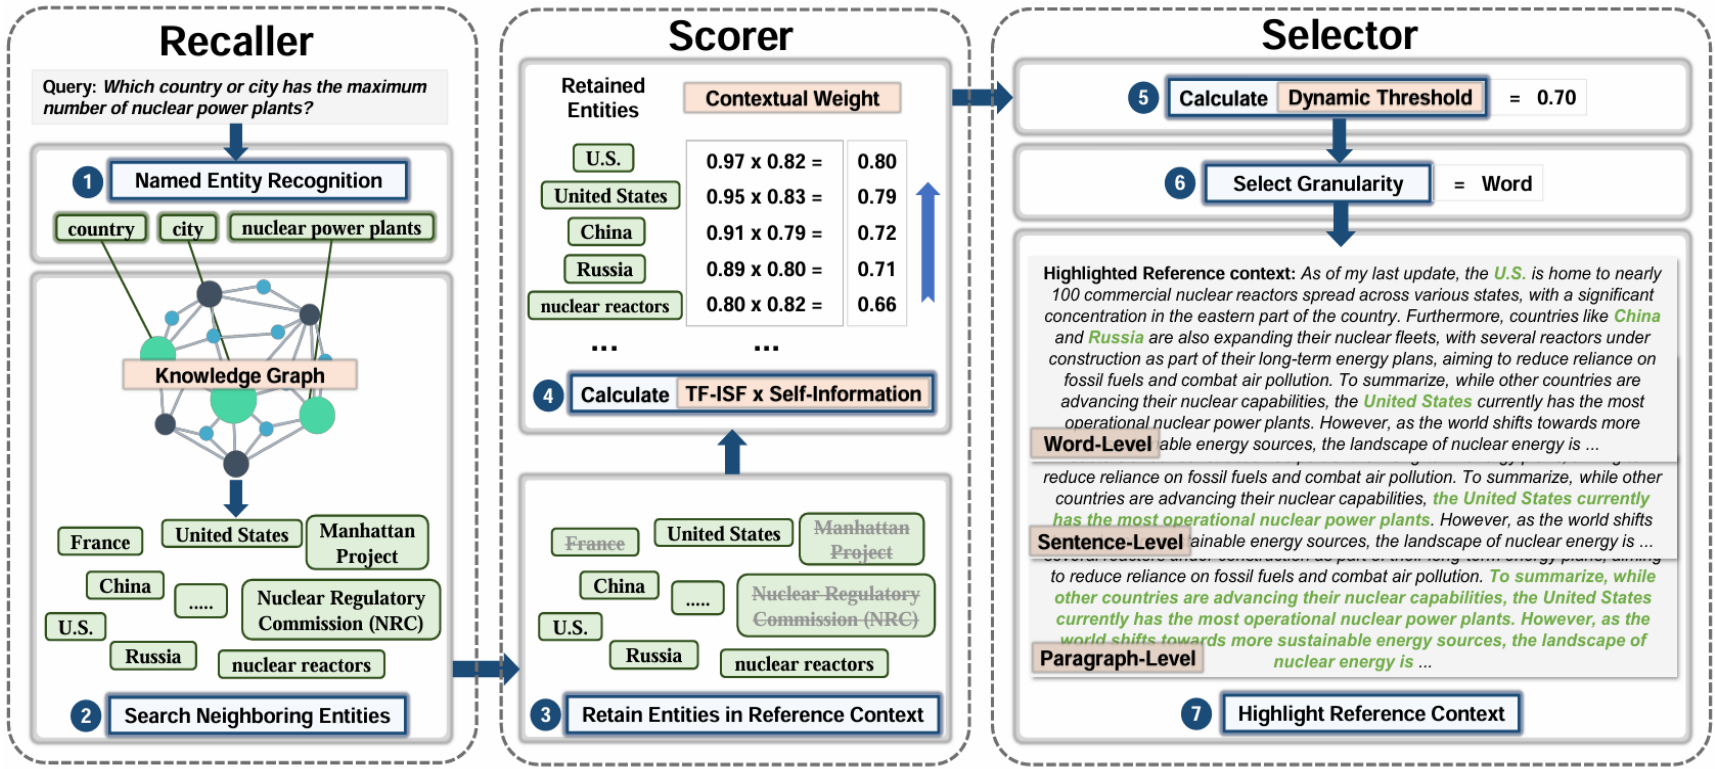 Recaller
Query: Which country or city has the maximum
number of nuclear power plants?
1 Named Entity Recognition
country city nuclear power plants
Knowledge Graph
France United States Manhattan
Project
China ..... Nuclear Regulatory
Commission (NRC)
U.S.
Russia nuclear reactors
2 Search Neighboring Entities
Scorer
Retained
Entities Contextual Weight
U.S. 0.97 x 0.82 = 0.80
United States 0.95 x 0.83 = 0.79
China 0.91 x 0.79 = 0.72
Russia 0.89 x 0.80 = 0.71
nuclear reactors 0.80 x 0.82 = 0.66
... ...
4 Calculate TF-ISF x Self-Information
France United States Manhattan
Project
China ..... Nuclear Regulatory
Commission (NRC)
U.S.
Russia nuclear reactors
3 Retain Entities in Reference Context
Selector
5 Calculate Dynamic Threshold = 0.70
6 Select Granularity = Word
Highlighted Reference context: As of my last update, the U.S. is home to nearly
100 commercial nuclear reactors spread across various states, with a significant
concentration in the eastern part of the country. Furthermore, countries like China
and Russia are also expanding their nuclear fleets, with several reactors under
construction as part of their long-term energy plans, aiming to reduce reliance on
fossil fuels and combat air pollution. To summarize, while other countries are
advancing their nuclear capabilities, the United States currently has the most
operational nuclear power plants. However, as the world shifts towards more
Word-Level able energy sources, the landscape of nuclear energy is ...
reduce reliance on fossil fuels and combat air pollution. To summarize, while other
countries are advancing their nuclear capabilities, the United States currently
has the most operational nuclear power plants. However, as the world shifts
Sentence-Level ainable energy sources, the landscape of nuclear energy is ...
to reduce reliance on fossil fuels and combat air pollution. To summarize, while
other countries are advancing their nuclear capabilities, the United States
currently has the most operational nuclear power plants. However, as the
world shifts towards more sustainable energy sources, the landscape of
Paragraph-Level nuclear energy is ...
7 Highlight Reference Context